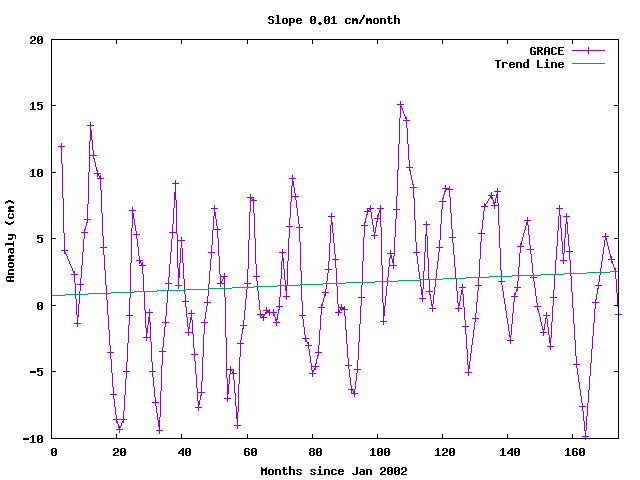 Slope 0.01 cm/month
GRACE
Trend Line
Anomaly (cm)
20
15
10
5
0
-5
-10
0 20 40 60 80 100 120 140 160
Months since Jan 2002